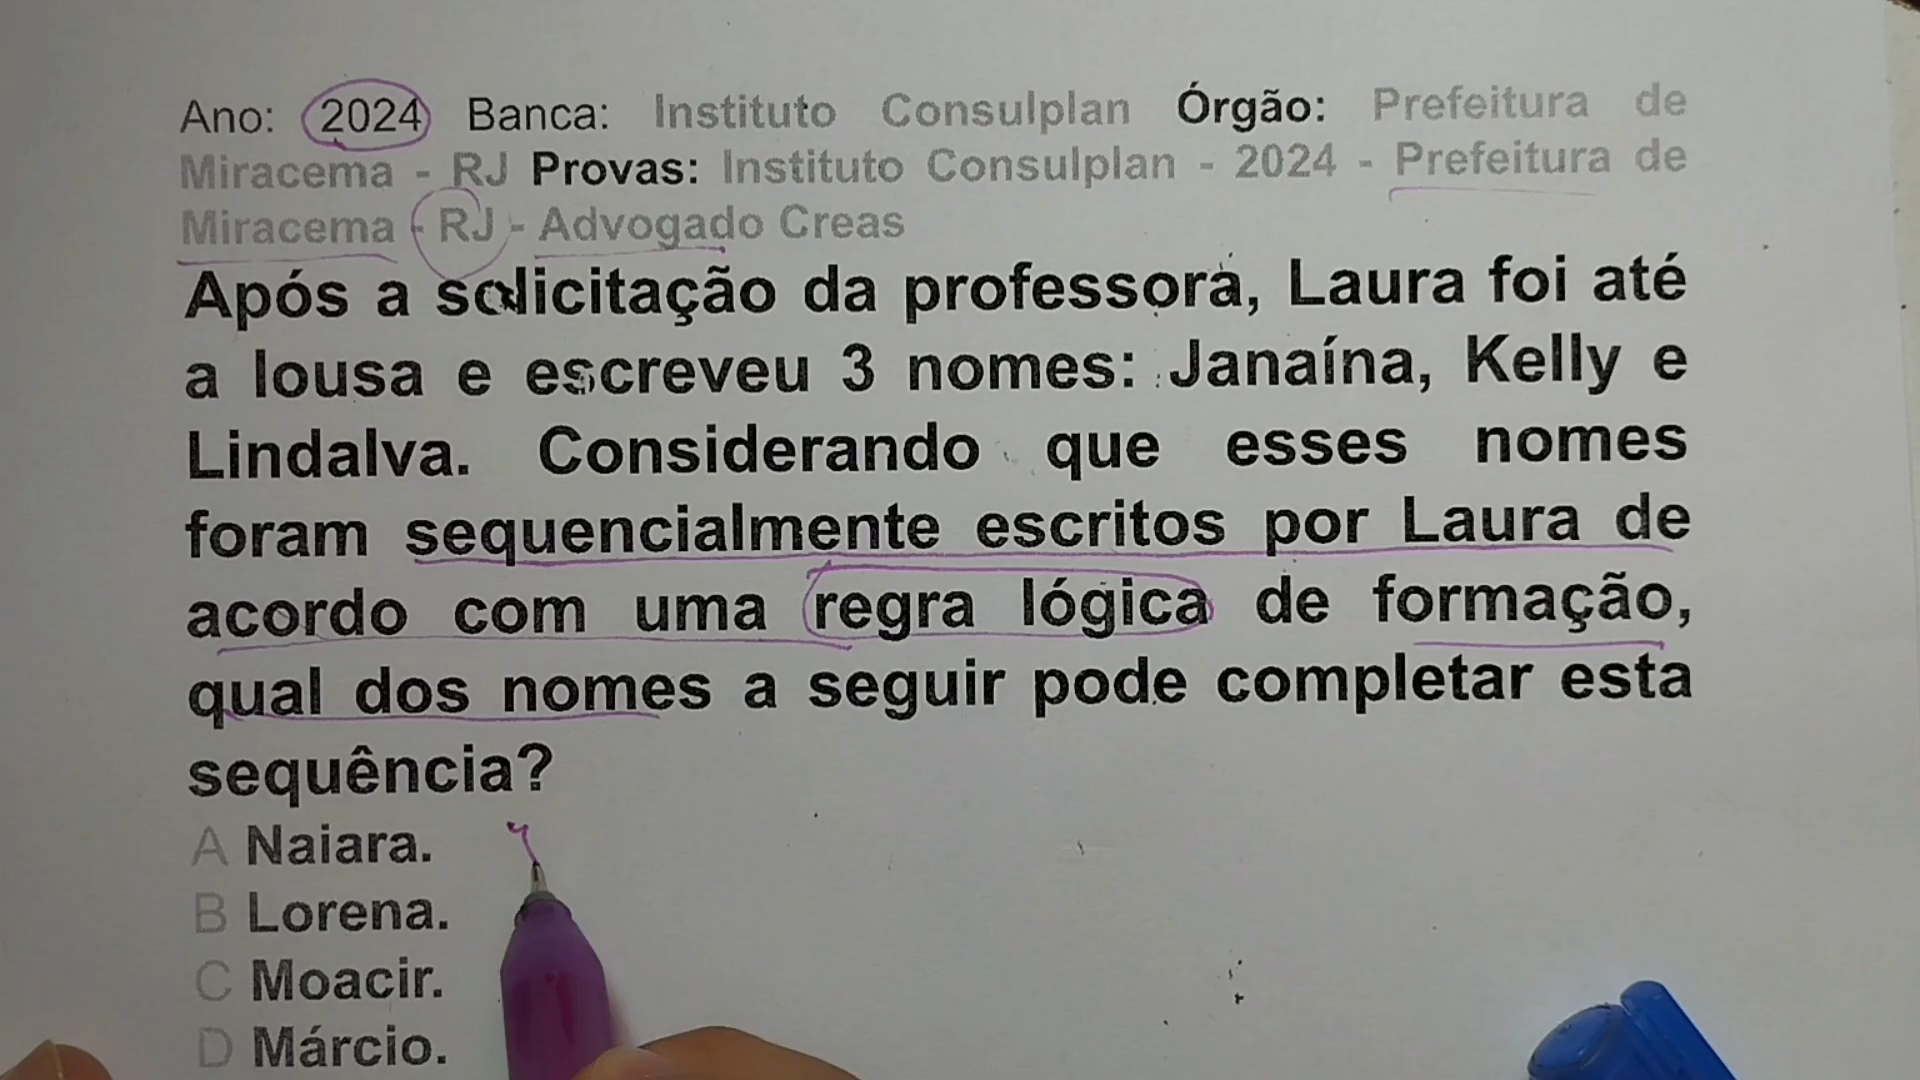 Ano: 2024 Banca: Instituto Consulplan Órgão: Prefeitura de
Miracema - RJ Provas: Instituto Consulplan - 2024 - Prefeitura de
Miracema - RJ - Advogado Creas
Após a solicitação da professora, Laura foi até
a lousa e escreveu 3 nomes: Janaína, Kelly e
Lindalva. Considerando que esses nomes
foram sequencialmente escritos por Laura de
acordo com uma regra lógica de formação,
qual dos nomes a seguir pode completar esta
sequência?
A Naiara.
B Lorena.
C Moacir.
D Márcio.